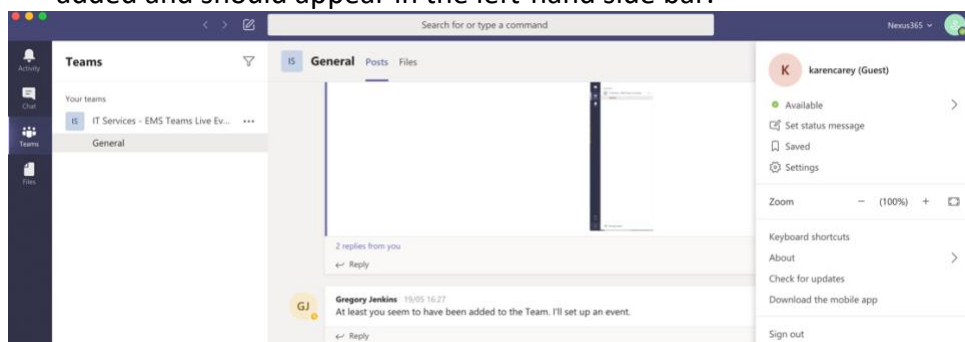 added and should appear in the left-hand side bar.
Search for or type a command
Nexus365
Activity
Chat
Teams
Files
Teams
Your teams
IS IT Services - EMS Teams Live Ev... ...
General
IS General Posts Files
2 replies from you
Reply
GJ
Gregory Jenkins 19/05 16:27
At least you seem to have been added to the Team. I'll set up an event.
Reply
K karencarey (Guest)
Available
Set status message
Saved
Settings
Zoom − (100%) +
Keyboard shortcuts
About
Check for updates
Download the mobile app
Sign out